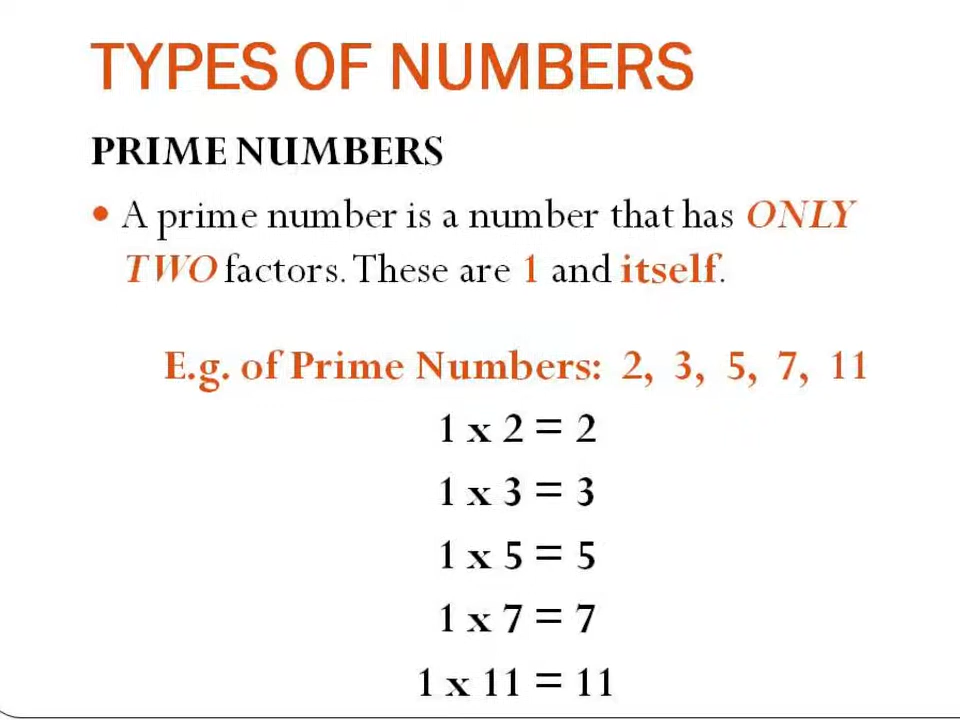 TYPES OF NUMBERS
PRIME NUMBERS
• A prime number is a number that has ONLY
TWO factors. These are 1 and itself.
E.g. of Prime Numbers: 2, 3, 5, 7, 11
1 x 2 = 2
1 x 3 = 3
1 x 5 = 5
1 x 7 = 7
1 x 11 = 11